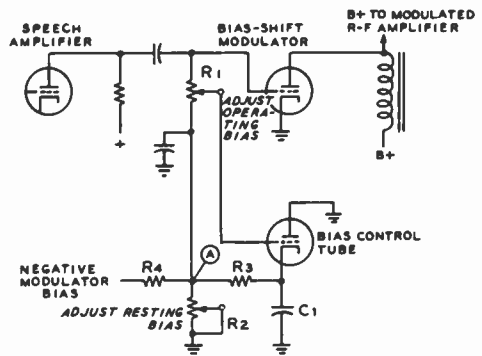 SPEECH
AMPLIFIER
BIAS-SHIFT
MODULATOR
B+ TO MODULATED
R-F AMPLIFIER
R1
ADJUST
OPERA-
TING
BIAS
+
B+
A
BIAS CONTROL
TUBE
NEGATIVE
MODULATOR
BIAS
R4
R3
C1
ADJUST RESTING
BIAS
R2